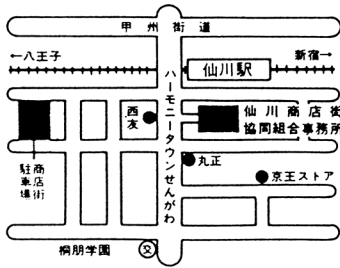 甲州街道
←八王子
新宿→
仙川駅
ハーモニータウンせんがわ
西友
仙川商店街
協同組合事務所
商店街
駐車場
丸正
京王ストア
桐朋学園
文